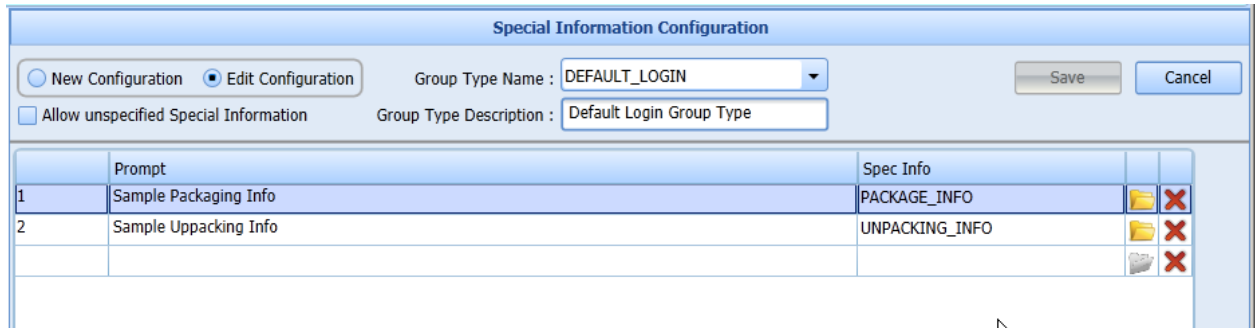 Special Information Configuration
New Configuration Edit Configuration Group Type Name : DEFAULT_LOGIN Save Cancel
Allow unspecified Special Information Group Type Description : Default Login Group Type
Prompt Spec Info
1 Sample Packaging Info PACKAGE_INFO
2 Sample Uppacking Info UNPACKING_INFO